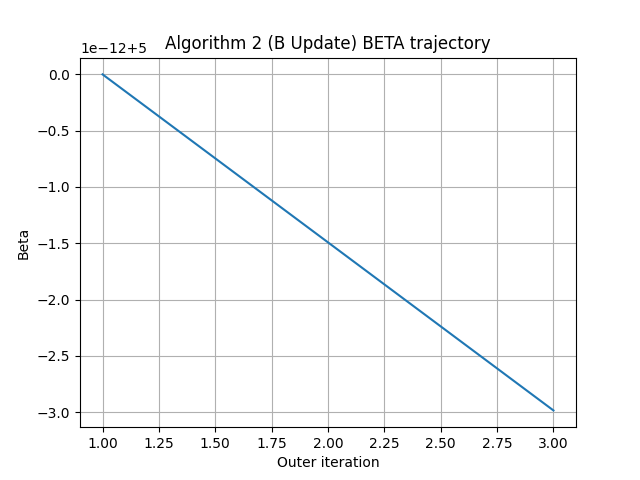 Algorithm 2 (B Update) BETA trajectory
1e−12+5
0.0
−0.5
−1.0
−1.5
−2.0
−2.5
−3.0
Beta
1.00 1.25 1.50 1.75 2.00 2.25 2.50 2.75 3.00
Outer iteration